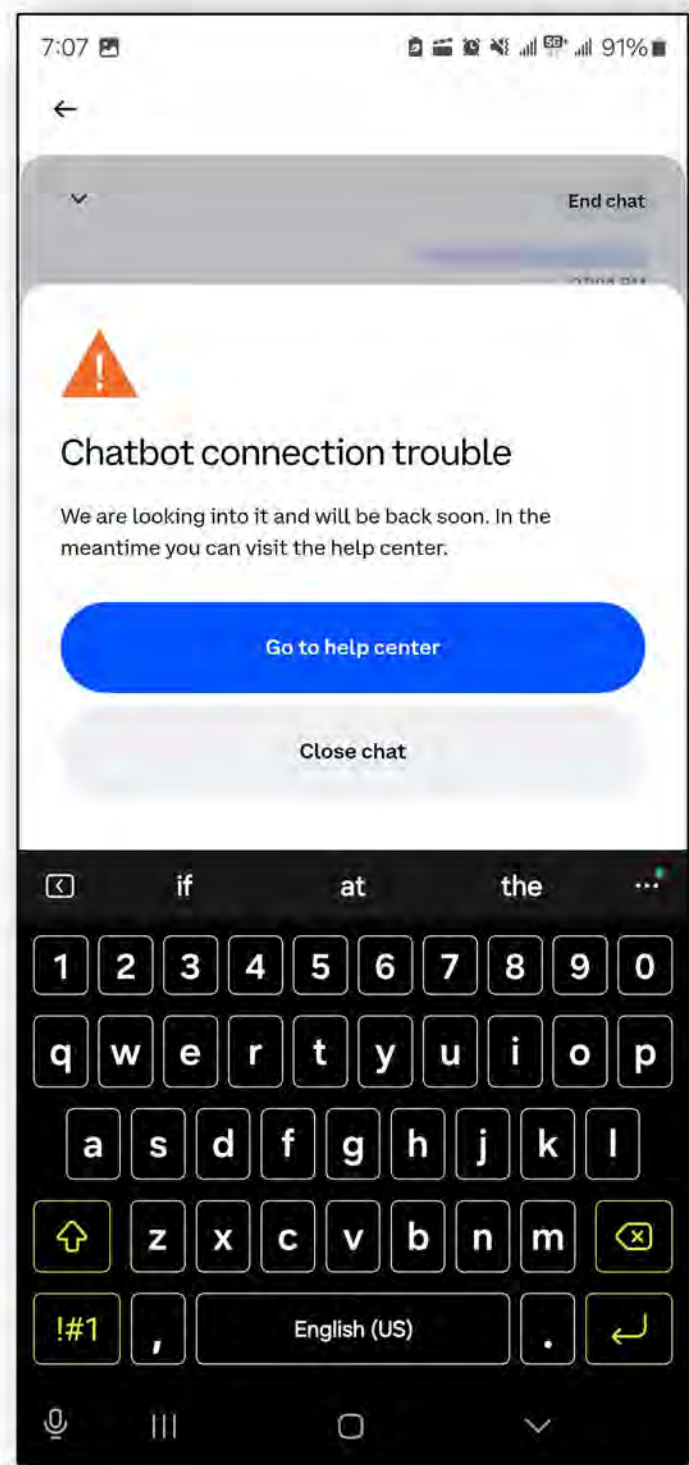 7:07 5G+ 91%
End chat
Chatbot connection trouble
We are looking into it and will be back soon. In the
meantime you can visit the help center.
Go to help center
Close chat
if at the ...
1 2 3 4 5 6 7 8 9 0
q w e r t y u i o p
a s d f g h j k l
z x c v b n m
!#1 , English (US) .